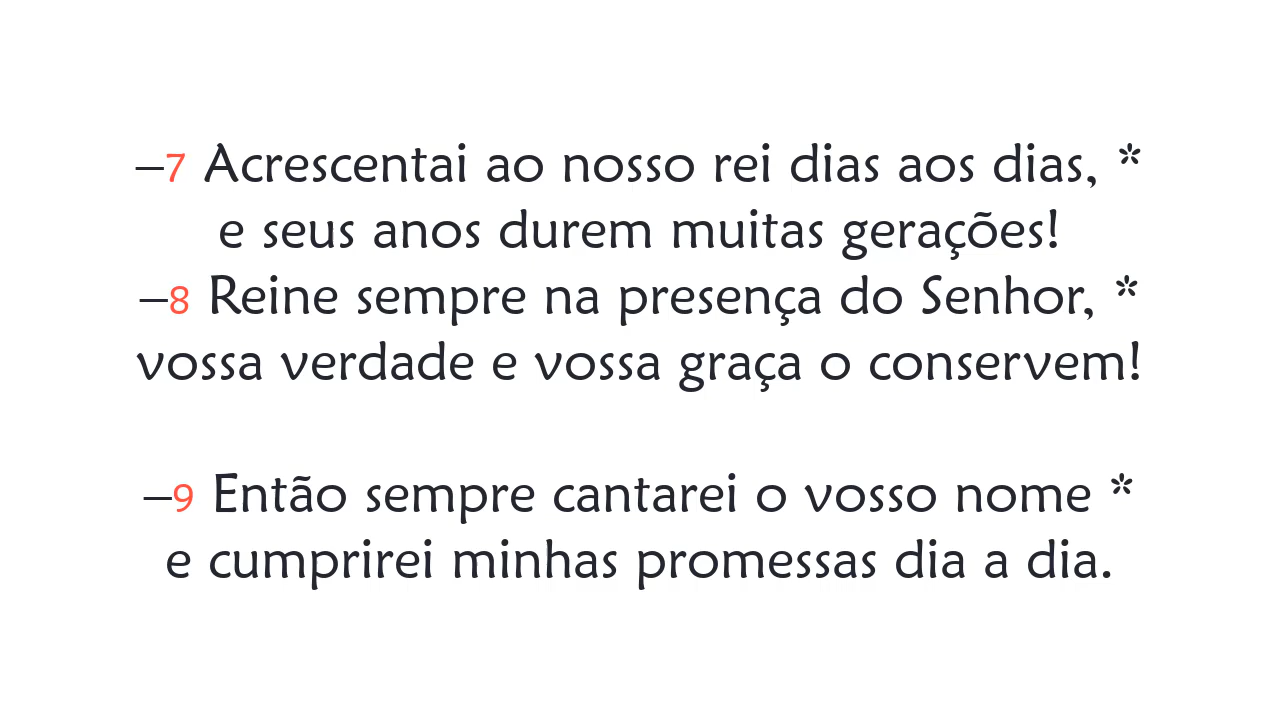 –7 Acrescentai ao nosso rei dias aos dias, *
e seus anos durem muitas gerações!
–8 Reine sempre na presença do Senhor, *
vossa verdade e vossa graça o conservem!
–9 Então sempre cantarei o vosso nome *
e cumprirei minhas promessas dia a dia.